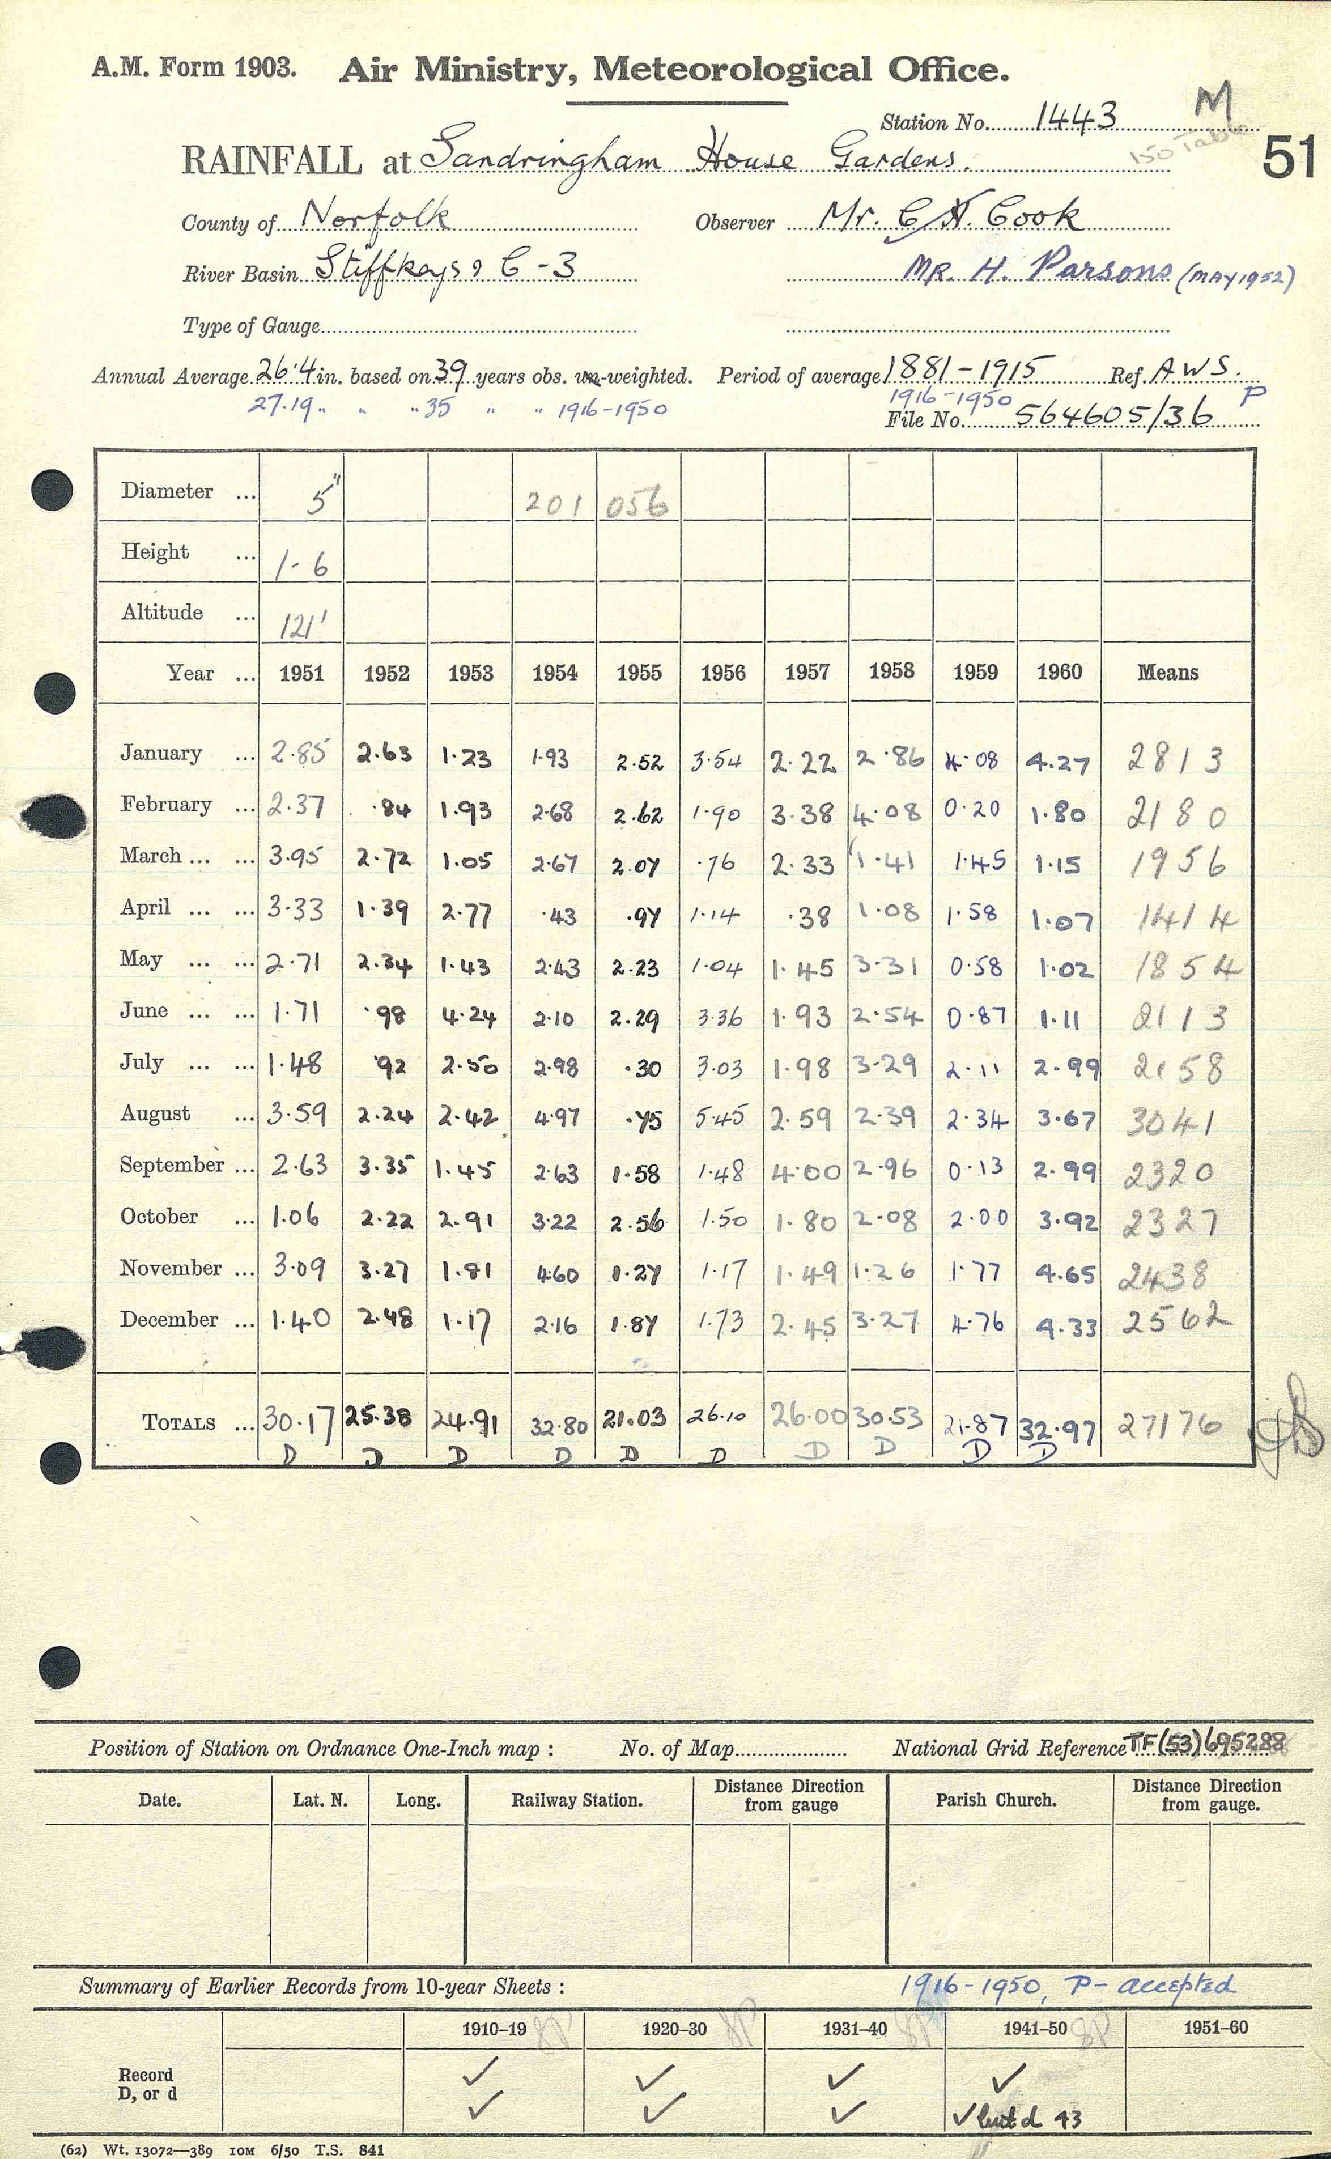 A.M. Form 1903. Air Ministry, Meteorological Office.
Station No. 1443 M
150 Table
RAINFALL at Sandringham House Gardens. 51
County of Norfolk Observer Mr. C. A. Cook
River Basin Stiffkey &c C-3 MR. H. Parsons (MAY 1952)
Type of Gauge
Annual Average 26.4 in. based on 39 years obs. un-weighted. Period of average 1881-1915 Ref. A W S.
27.19 " " " 35 " " " 1916-1950 1916-1950 P
File No. 564605/36
Diameter ... 5" 201 056
Height ... 1-6
Altitude ... 121'
Year ... 1951 1952 1953 1954 1955 1956 1957 1958 1959 1960 Means
January ... 2.85 2.63 1.23 1.93 2.52 3.54 2.22 2.86 4.08 4.27 2813
February ... 2.37 .84 1.93 2.68 2.62 1.90 3.38 4.08 0.20 1.80 2180
March ... ... 3.95 2.72 1.05 2.67 2.07 .76 2.33 1.41 1.45 1.15 1956
April ... ... 3.33 1.39 2.77 .43 .97 1.14 .38 1.08 1.58 1.07 1414
May ... ... 2.71 2.34 1.43 2.43 2.23 1.04 1.45 3.31 0.58 1.02 1854
June ... ... 1.71 .98 4.24 2.10 2.29 3.36 1.93 2.54 0.87 1.11 2113
July ... ... 1.48 .92 2.50 2.98 .30 3.03 1.98 3.29 2.11 2.99 2158
August ... 3.59 2.24 2.42 4.97 .75 5.45 2.59 2.39 2.34 3.67 3041
September ... 2.63 3.35 1.45 2.63 1.58 1.48 4.00 2.96 0.13 2.99 2320
October ... 1.06 2.22 2.91 3.22 2.56 1.50 1.80 2.08 2.00 3.92 2327
November ... 3.09 3.27 1.81 4.60 1.27 1.17 1.49 1.26 1.77 4.65 2438
December ... 1.40 2.48 1.17 2.16 1.87 1.73 2.45 3.27 4.76 4.33 2562
TOTALS ... 30.17 25.38 24.91 32.80 21.03 26.10 26.00 30.53 21.87 32.97 27176
D D D D D D D D D D
Position of Station on Ordnance One-Inch map : No. of Map National Grid Reference TF(53)695288
Date. Lat. N. Long. Railway Station. Distance Direction from gauge Parish Church. Distance Direction from gauge.
Summary of Earlier Records from 10-year Sheets : 1916-1950, P- accepted
1910-19 1920-30 1931-40 1941-50 1951-60
Record ✓ ✓ ✓ ✓
D, or d ✓ ✓ ✓ ✓ but d 43
(62) Wt. 13072—389 10M 6/50 T.S. 841